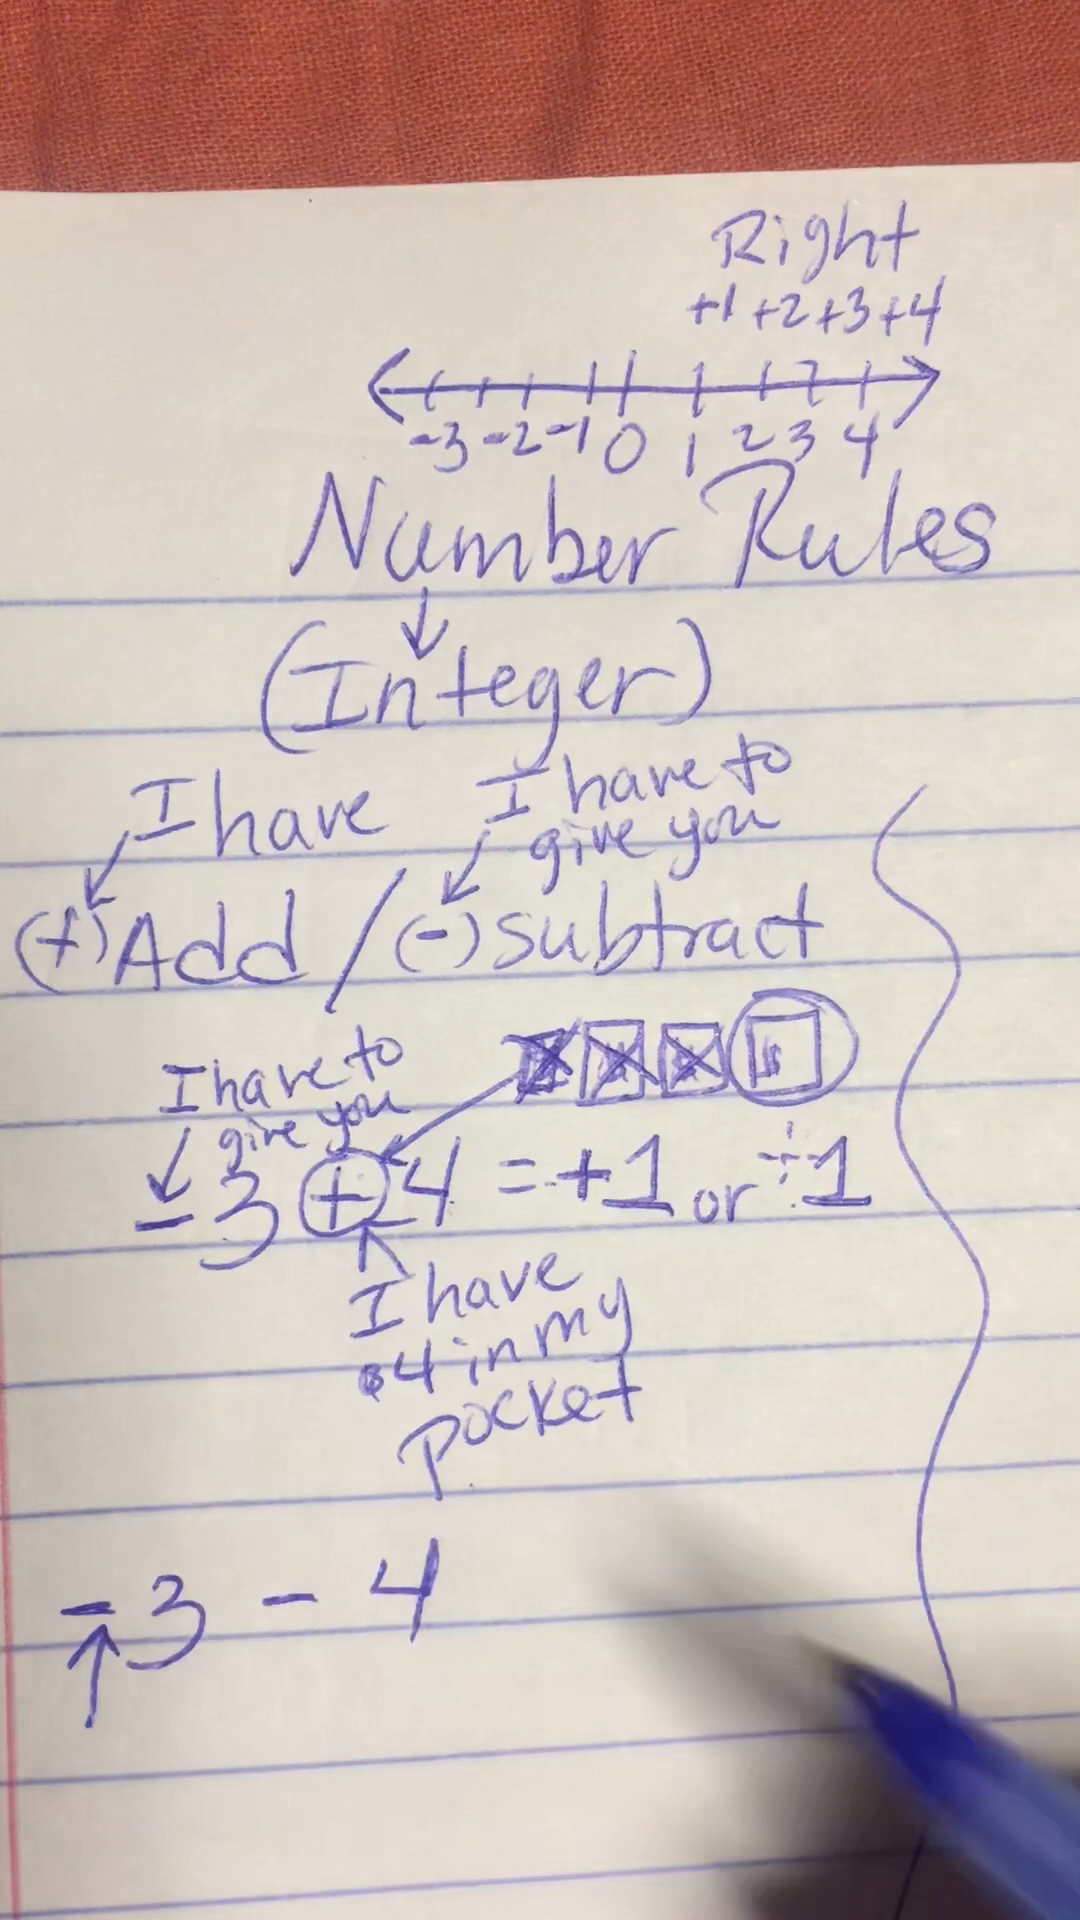 Right
+1 +2 +3 +4
-3 -2 -1 0 1 2 3 4
Number Rules
(Integer)
I have
I have to
give you
(+) Add / (-) subtract
I have to
give you
-3 + 4 = +1 or 1
I have
$4 in my
pocket
-3 - 4